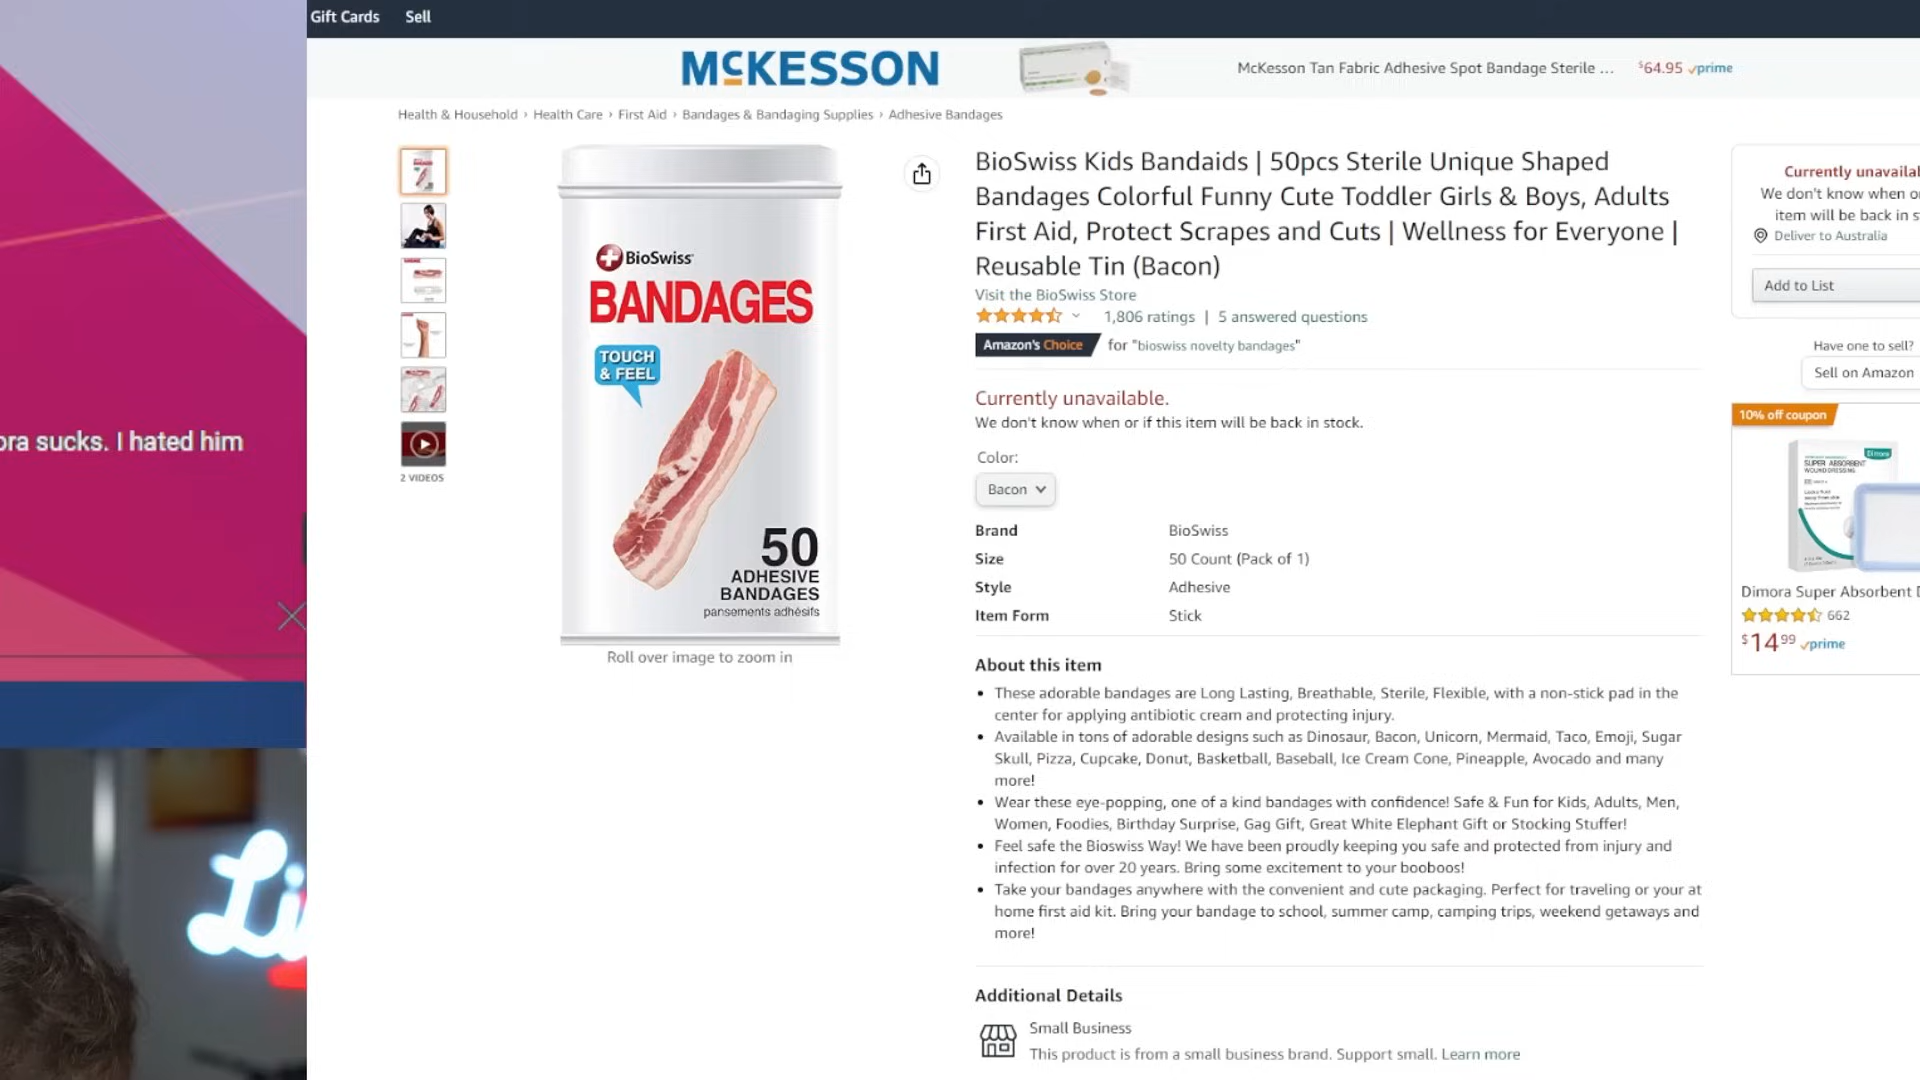 Gift Cards
Sell
McKESSON
McKesson Tan Fabric Adhesive Spot Bandage Sterile ...
$64.95 prime
Health & Household › Health Care › First Aid › Bandages & Bandaging Supplies › Adhesive Bandages
sucks. I hated him
2 VIDEOS
BioSwiss
BANDAGES
TOUCH
& FEEL
50
ADHESIVE
BANDAGES
pansements adhésifs
Roll over image to zoom in
BioSwiss Kids Bandaids | 50pcs Sterile Unique Shaped
Bandages Colorful Funny Cute Toddler Girls & Boys, Adults
First Aid, Protect Scrapes and Cuts | Wellness for Everyone |
Reusable Tin (Bacon)
Visit the BioSwiss Store
1,806 ratings | 5 answered questions
Amazon's Choice for "bioswiss novelty bandages"
Currently unavailable.
We don't know when or if this item will be back in stock.
Color:
Bacon
Brand BioSwiss
Size 50 Count (Pack of 1)
Style Adhesive
Item Form Stick
About this item
• These adorable bandages are Long Lasting, Breathable, Sterile, Flexible, with a non-stick pad in the
center for applying antibiotic cream and protecting injury.
• Available in tons of adorable designs such as Dinosaur, Bacon, Unicorn, Mermaid, Taco, Emoji, Sugar
Skull, Pizza, Cupcake, Donut, Basketball, Baseball, Ice Cream Cone, Pineapple, Avocado and many
more!
• Wear these eye-popping, one of a kind bandages with confidence! Safe & Fun for Kids, Adults, Men,
Women, Foodies, Birthday Surprise, Gag Gift, Great White Elephant Gift or Stocking Stuffer!
• Feel safe the Bioswiss Way! We have been proudly keeping you safe and protected from injury and
infection for over 20 years. Bring some excitement to your booboos!
• Take your bandages anywhere with the convenient and cute packaging. Perfect for traveling or your at
home first aid kit. Bring your bandage to school, summer camp, camping trips, weekend getaways and
more!
Additional Details
Small Business
This product is from a small business brand. Support small. Learn more
Currently
We don't know when
item will be back in
Deliver to Australia
Add to List
Have one to sell?
Sell on Amazon
10% off coupon
Dimora
SUPER ABSORBENT
WOUND DRESSING
Dimora Super Absorbent
662
$14.99 prime
Li